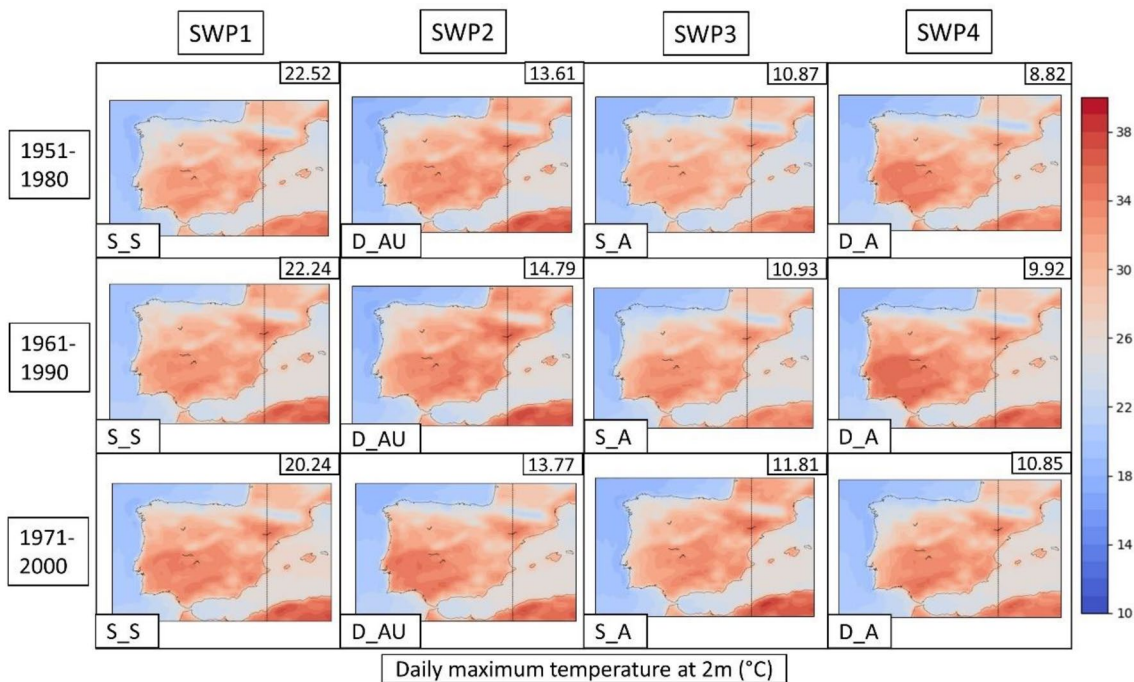 SWP1 SWP2 SWP3 SWP4
22.52 13.61 10.87 8.82
1951-
1980
S_S D_AU S_A D_A
22.24 14.79 10.93 9.92
1961-
1990
S_S D_AU S_A D_A
20.24 13.77 11.81 10.85
1971-
2000
S_S D_AU S_A D_A
38
34
30
26
22
18
14
10
Daily maximum temperature at 2m (°C)